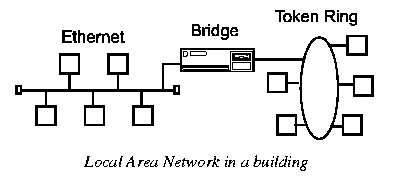 Ethernet
Bridge
Token Ring
Local Area Network in a building